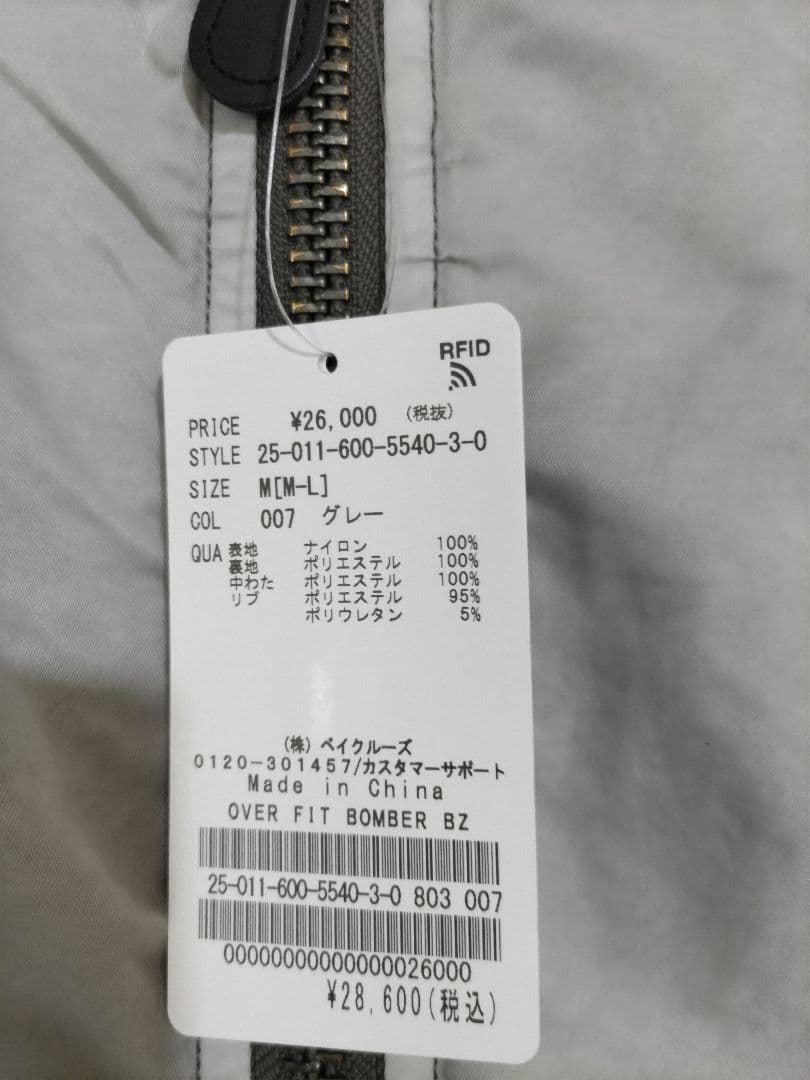 RFID
PRICE ¥26,000 (税抜)
STYLE 25-011-600-5540-3-0
SIZE M[M-L]
COL 007 グレー
QUA 表地 ナイロン 100%
裏地 ポリエステル 100%
中わた ポリエステル 100%
リブ ポリエステル 95%
ポリウレタン 5%
(株) ベイクルーズ
0120-301457/カスタマーサポート
Made in China
OVER FIT BOMBER BZ
25-011-600-5540-3-0 803 007
00000000000000026000
¥28,600(税込)